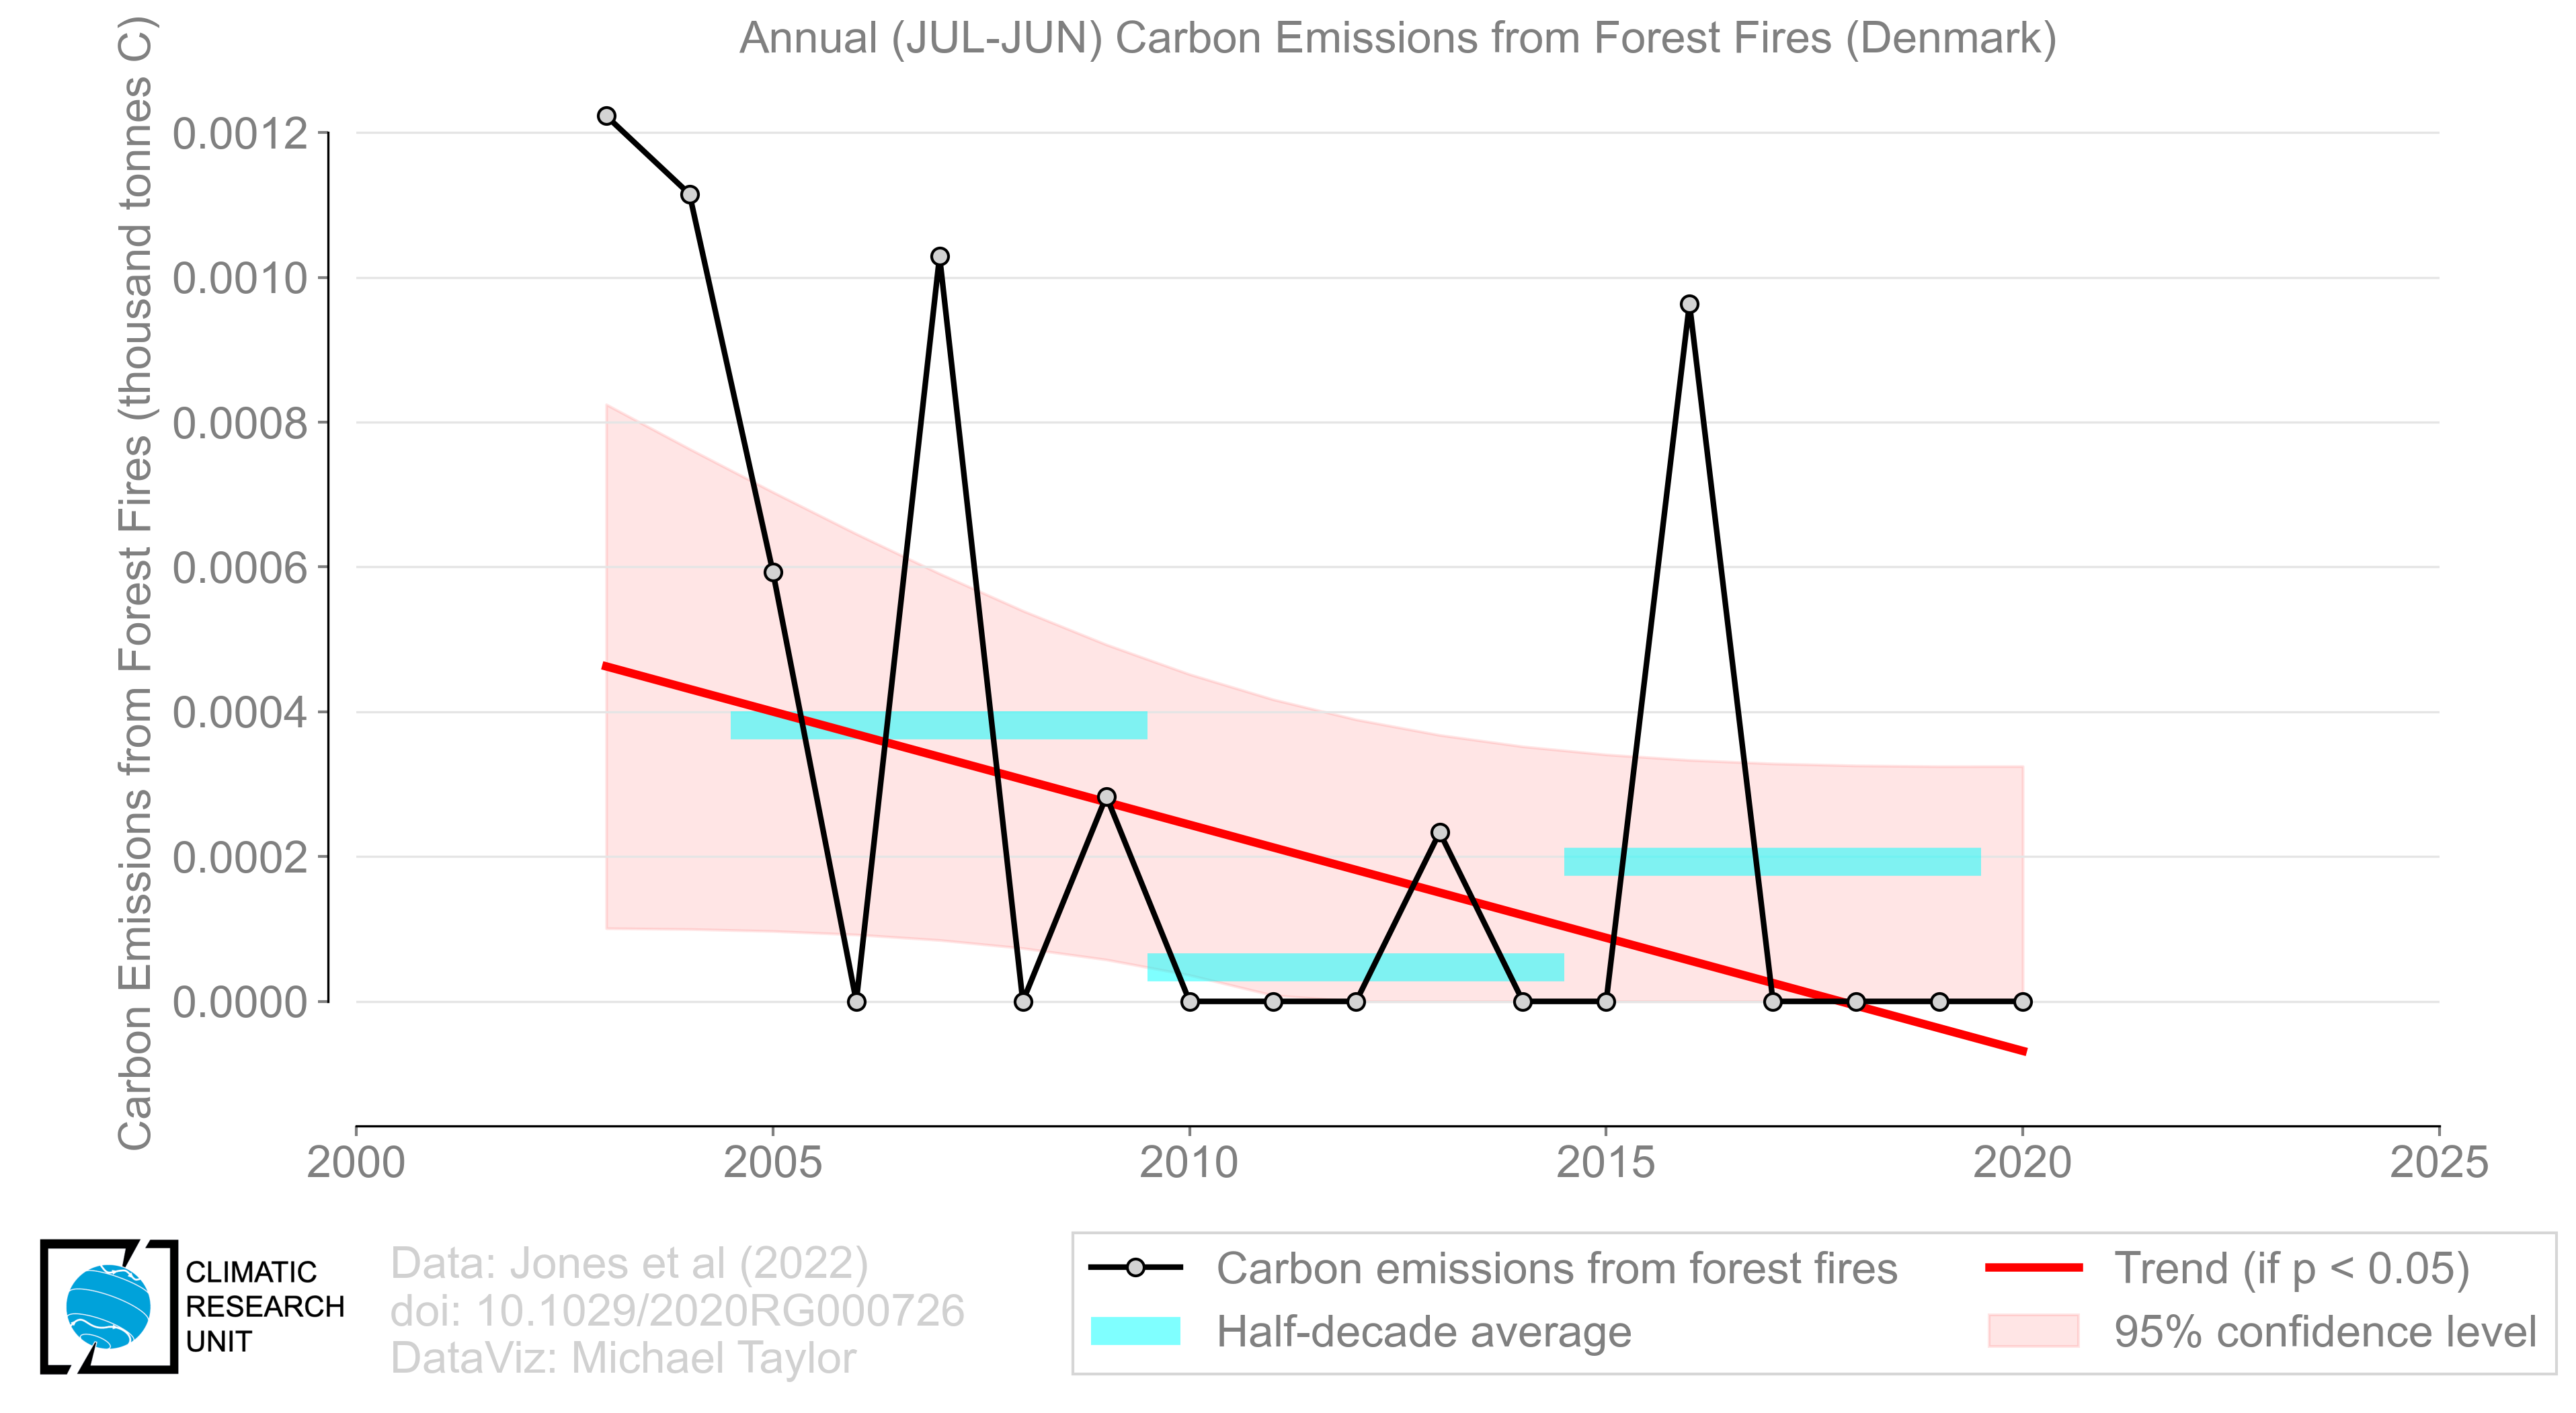 Annual (JUL-JUN) Carbon Emissions from Forest Fires (Denmark)
Carbon Emissions from Forest Fires (thousand tonnes C)
0.0012
0.0010
0.0008
0.0006
0.0004
0.0002
0.0000
2000 2005 2010 2015 2020 2025
CLIMATIC
RESEARCH
UNIT
Data: Jones et al (2022)
doi: 10.1029/2020RG000726
DataViz: Michael Taylor
Carbon emissions from forest fires
Half-decade average
Trend (if p < 0.05)
95% confidence level